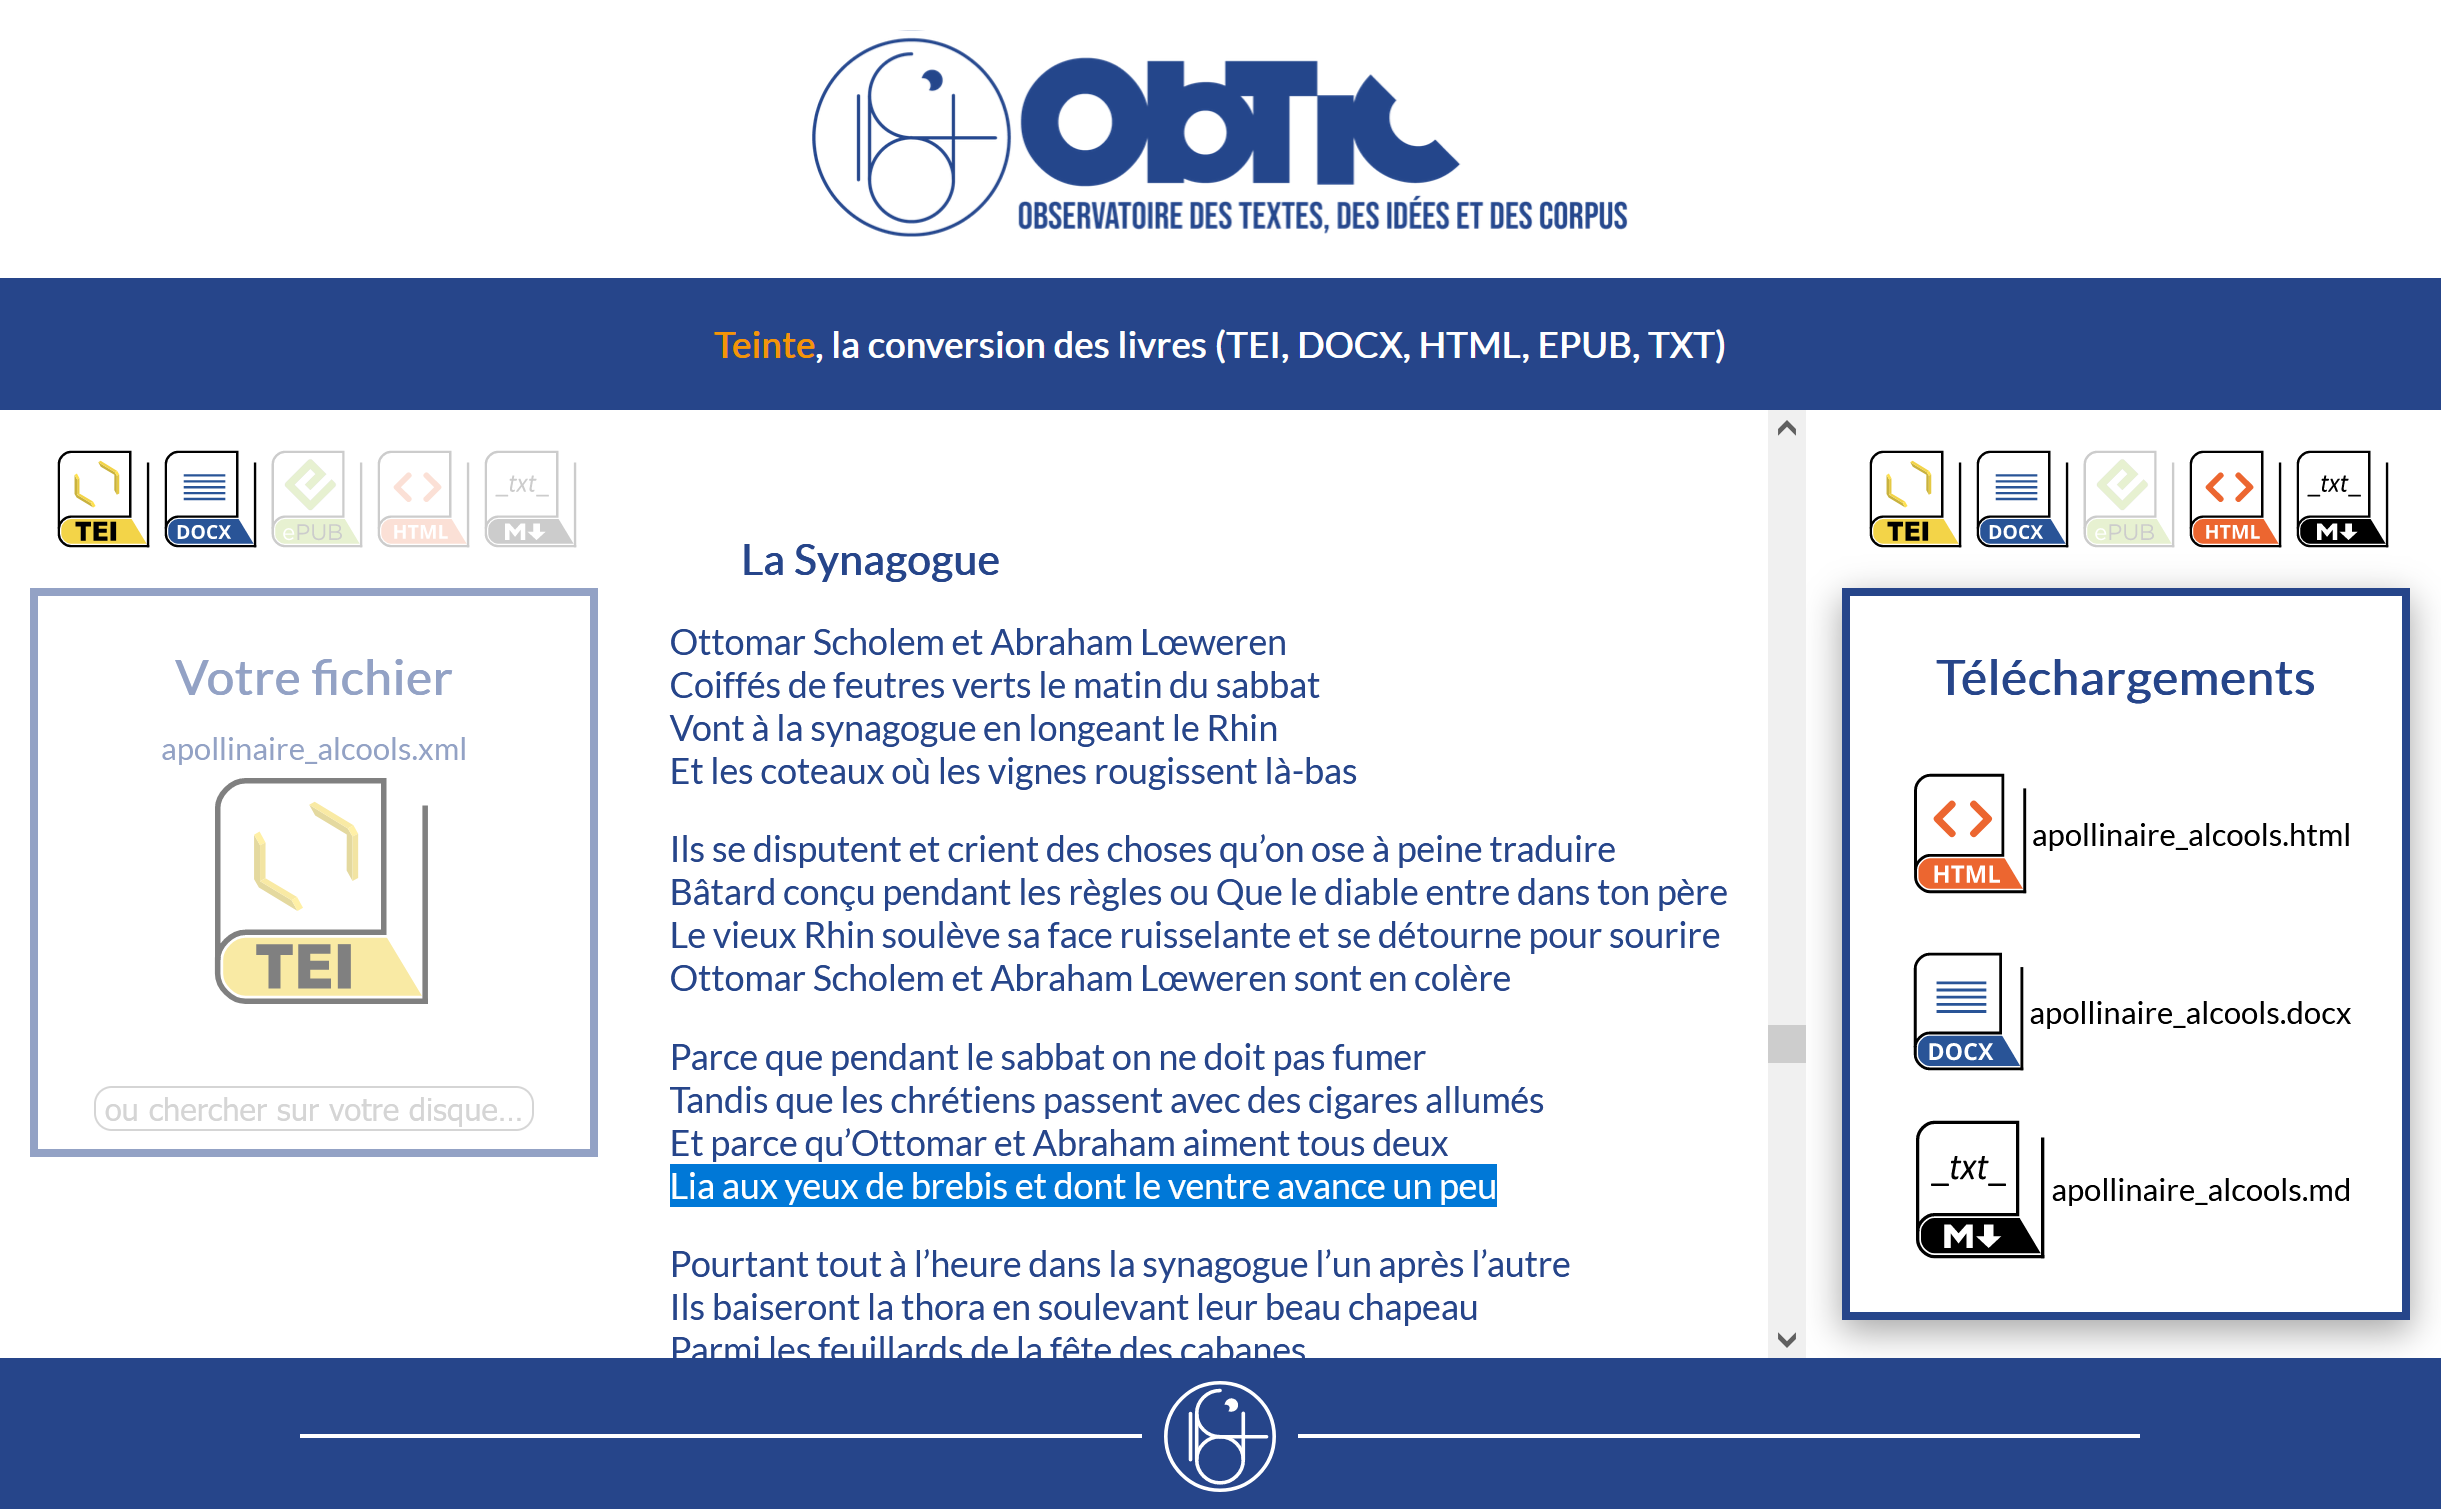 ObTIC
OBSERVATOIRE DES TEXTES, DES IDÉES ET DES CORPUS
Teinte, la conversion des livres (TEI, DOCX, HTML, EPUB, TXT)
TEI
DOCX
ePUB
HTML
_txt_
M
Votre fichier
apollinaire_alcools.xml
TEI
ou chercher sur votre disque...
La Synagogue
Ottomar Scholem et Abraham Lœweren
Coiffés de feutres verts le matin du sabbat
Vont à la synagogue en longeant le Rhin
Et les coteaux où les vignes rougissent là-bas
Ils se disputent et crient des choses qu’on ose à peine traduire
Bâtard conçu pendant les règles ou Que le diable entre dans ton père
Le vieux Rhin soulève sa face ruisselante et se détourne pour sourire
Ottomar Scholem et Abraham Lœweren sont en colère
Parce que pendant le sabbat on ne doit pas fumer
Tandis que les chrétiens passent avec des cigares allumés
Et parce qu’Ottomar et Abraham aiment tous deux
Lia aux yeux de brebis et dont le ventre avance un peu
Pourtant tout à l’heure dans la synagogue l’un après l’autre
Ils baiseront la thora en soulevant leur beau chapeau
Parmi les feuillards de la fête des cabanes
TEI
DOCX
ePUB
HTML
_txt_
M
Téléchargements
HTML
apollinaire_alcools.html
DOCX
apollinaire_alcools.docx
_txt_
M
apollinaire_alcools.md